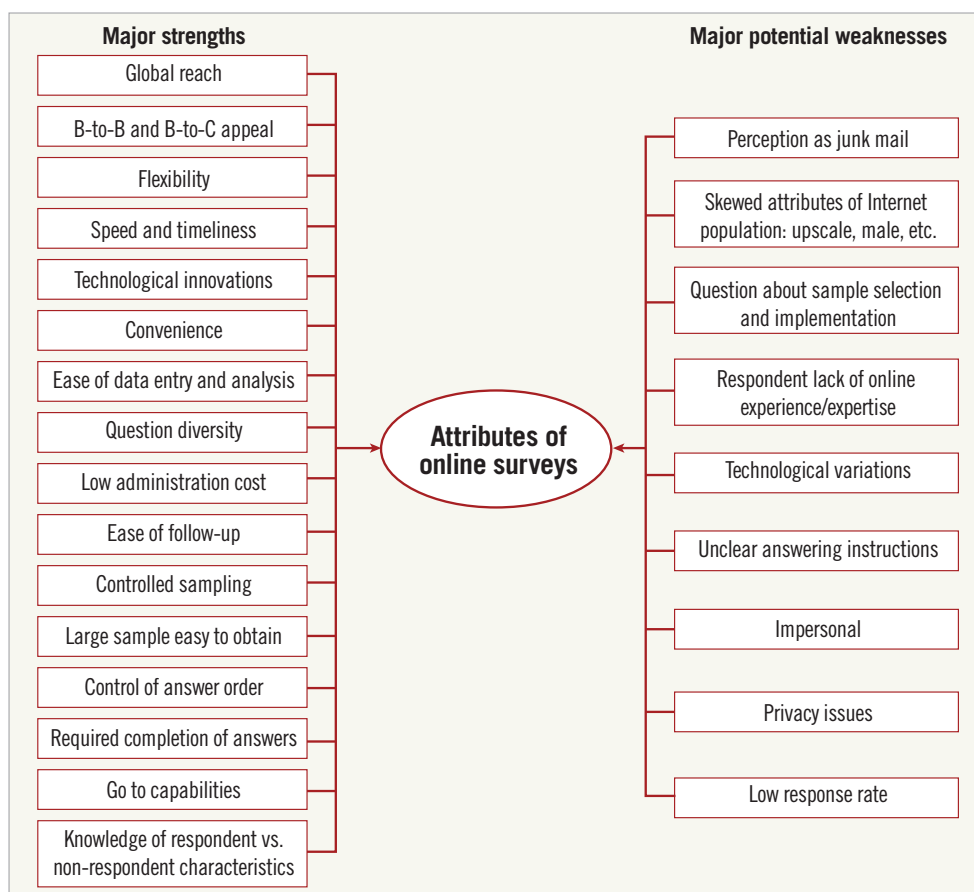 Major strengths
Global reach
B-to-B and B-to-C appeal
Flexibility
Speed and timeliness
Technological innovations
Convenience
Ease of data entry and analysis
Question diversity
Low administration cost
Ease of follow-up
Controlled sampling
Large sample easy to obtain
Control of answer order
Required completion of answers
Go to capabilities
Knowledge of respondent vs.
non-respondent characteristics
Attributes of
online surveys
Major potential weaknesses
Perception as junk mail
Skewed attributes of Internet
population: upscale, male, etc.
Question about sample selection
and implementation
Respondent lack of online
experience/expertise
Technological variations
Unclear answering instructions
Impersonal
Privacy issues
Low response rate